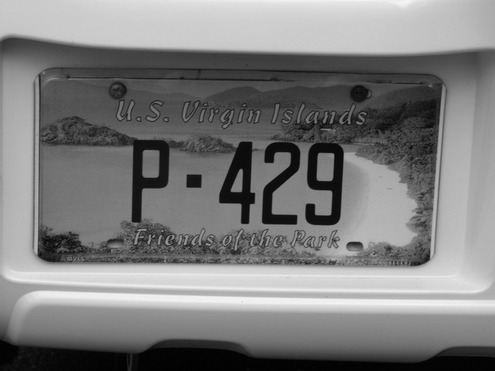 U.S. Virgin Islands
P-429
Friends of the Park